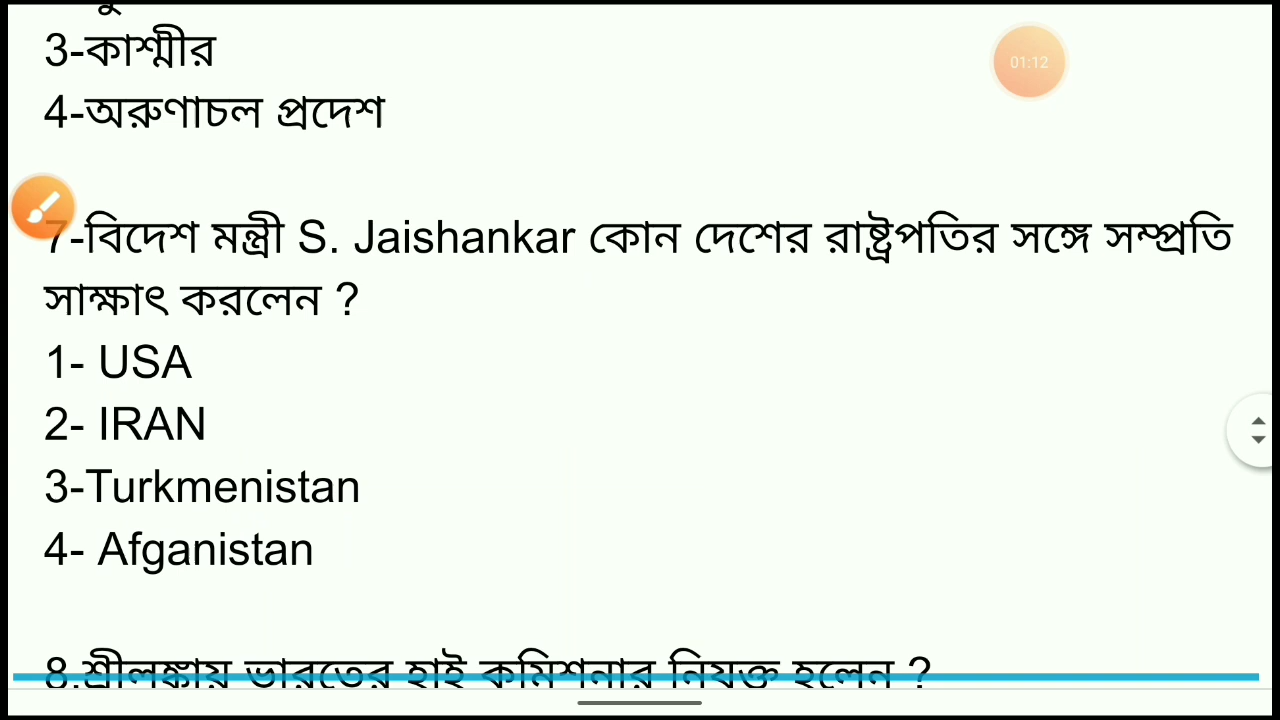 3-কাশ্মীর
01:12
4-অরুণাচল প্রদেশ
7-বিদেশ মন্ত্রী S. Jaishankar কোন দেশের রাষ্ট্রপতির সঙ্গে সম্প্রতি
সাক্ষাৎ করলেন ?
1- USA
2- IRAN
3-Turkmenistan
4- Afganistan
8.শ্রীলঙ্কায় ভারতের হাই কমিশনার নিযুক্ত হলেন ?